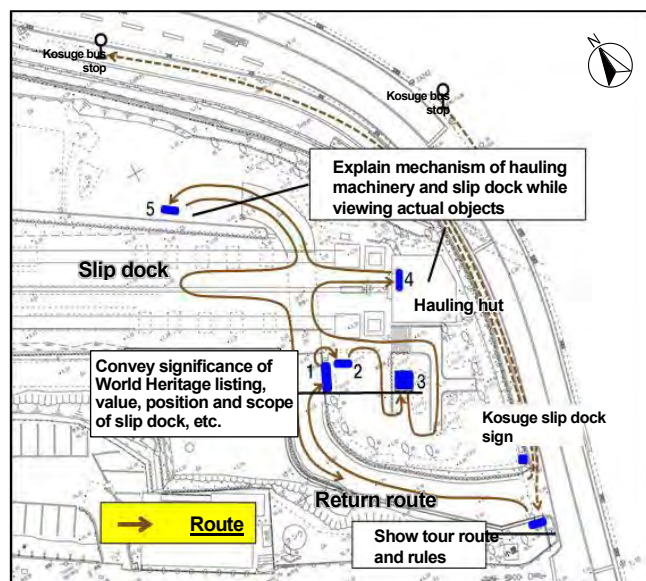 Kosuge bus
stop
N
Kosuge bus
stop
Explain mechanism of hauling
machinery and slip dock while
viewing actual objects
5
Slip dock
4
Hauling hut
Convey significance of
World Heritage listing,
value, position and scope
of slip dock, etc.
1
2
3
Kosuge slip dock
sign
Return route
Route
Show tour route
and rules